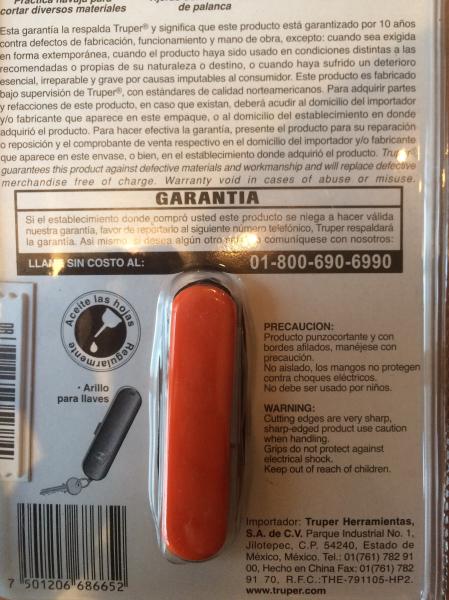 Práctica navaja para
cortar diversos materiales
de palanca
Esta garantía la respalda Truper® y significa que este producto está garantizado por 10 años
contra defectos de fabricación, funcionamiento y mano de obra, excepto: cuando sea exigida
en forma extemporánea, cuando el producto haya sido usado en condiciones distintas a las
recomendadas o propias de su naturaleza o destino, o cuando haya sufrido un deterioro
esencial, irreparable y grave por causas imputables al consumidor. Este producto es fabricado
bajo supervisión de Truper®, con estándares de calidad norteamericanos. Para adquirir partes
y refacciones de este producto, en caso que existan, deberá acudir al domicilio del importador
y/o fabricante que aparece en este empaque, o al domicilio del establecimiento en donde
adquirió el producto. Para hacer efectiva la garantía, presente el producto para su reparación
o reposición y el comprobante de venta respectivo en el domicilio del importador y/o fabricante
que aparece en este envase, o bien, en el establecimiento donde adquirió el producto. Truper®
guarantees this product against defective materials and workmanship and will replace defective
merchandise free of charge. Warranty void in cases of abuse or misuse.
GARANTIA
Si el establecimiento donde compró usted este producto se niega a hacer válida
nuestra garantía, favor de reportarlo al siguiente número telefónico, Truper respaldará
la garantía. Así mismo, si desea algún otro comuníquese con nosotros:
LLAME SIN COSTO AL: 01-800-690-6990
Aceite las hojas
Regularmente
• Arillo
para llaves
PRECAUCION:
Producto punzocortante y con
bordes afilados, manéjese con
precaución.
No aislado, los mangos no protegen
contra choques eléctricos.
No debe ser usado por niños.
WARNING:
Cutting edges are very sharp,
sharp-edged product use caution
when handling.
Grips do not protect against
electrical shock.
Keep out of reach of children.
Importador: Truper Herramientas,
S.A. de C.V. Parque Industrial No. 1,
Jilotepec, C.P. 54240, Estado de
México, México. Tel.: 01(761) 782 91
00, Hecho en China Fax: 01(761) 782
91 70, R.F.C.:THE-791105-HP2.
www.truper.com
7 501206 686652